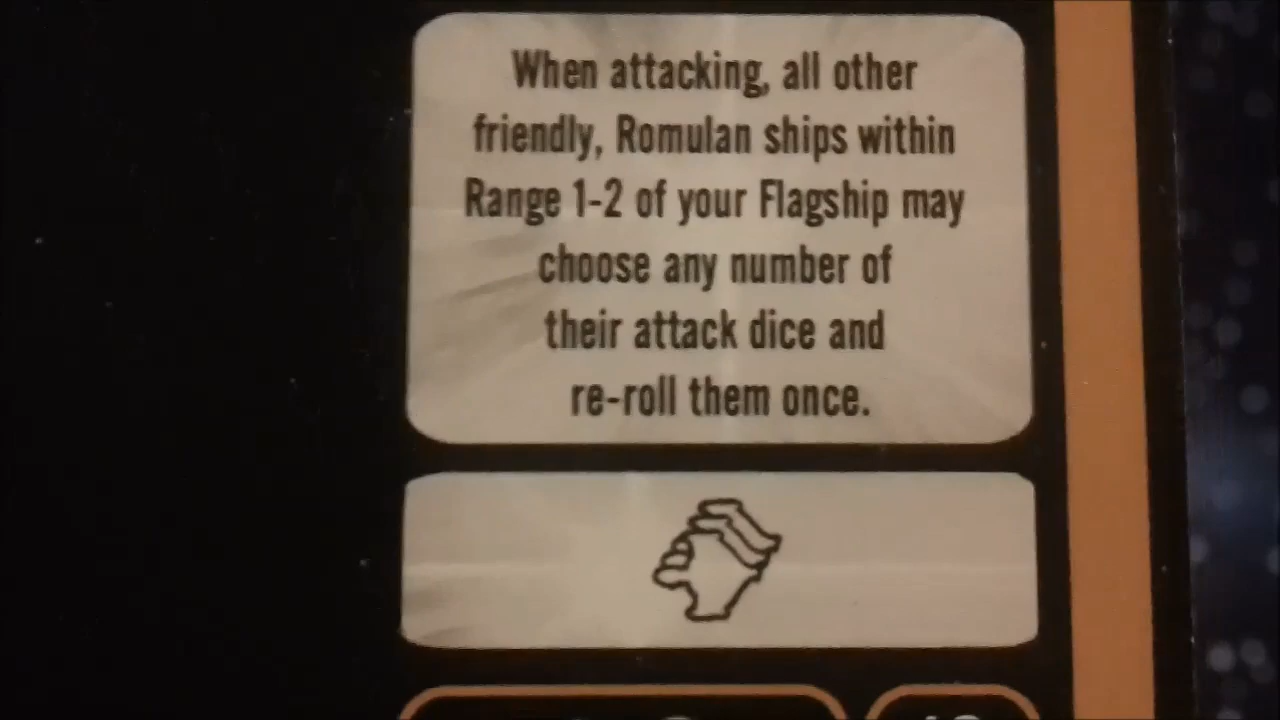 When attacking, all other
friendly, Romulan ships within
Range 1-2 of your Flagship may
choose any number of
their attack dice and
re-roll them once.